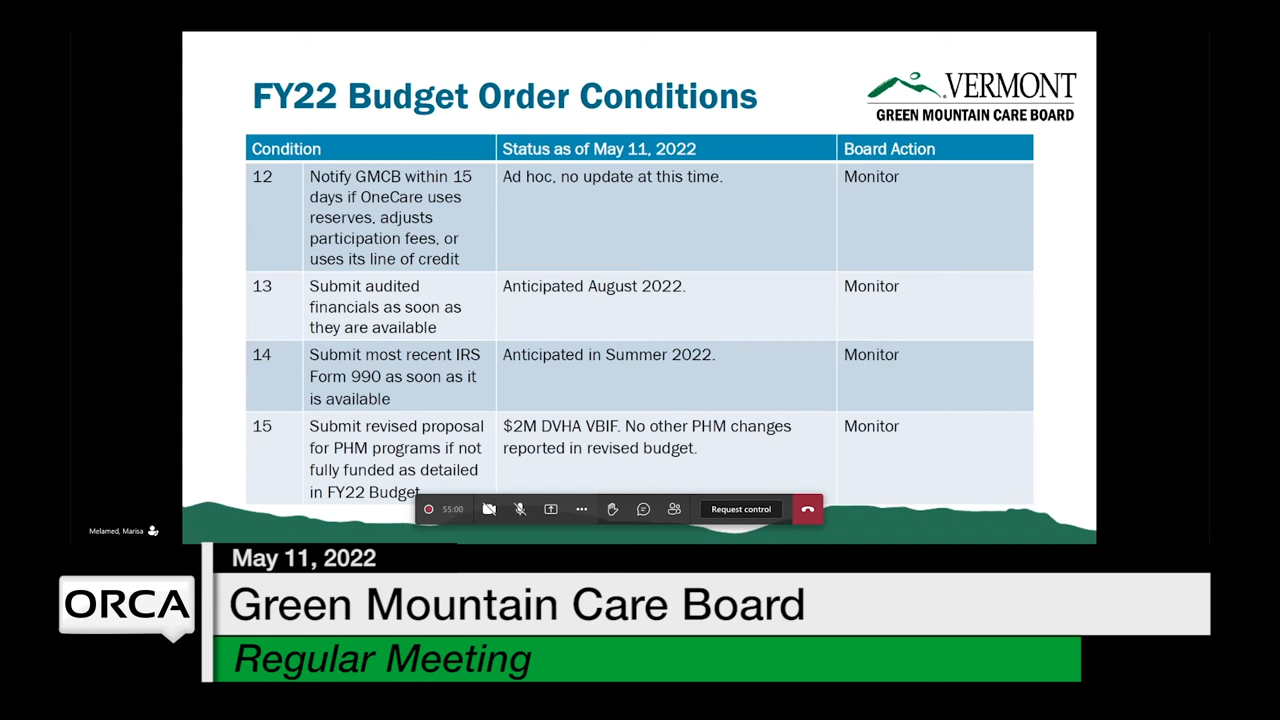 FY22 Budget Order Conditions
VERMONT
GREEN MOUNTAIN CARE BOARD
Condition
Status as of May 11, 2022
Board Action
12
Notify GMCB within 15
days if OneCare uses
reserves, adjusts
participation fees, or
uses its line of credit
Ad hoc, no update at this time.
Monitor
13
Submit audited
financials as soon as
they are available
Anticipated August 2022.
Monitor
14
Submit most recent IRS
Form 990 as soon as it
is available
Anticipated in Summer 2022.
Monitor
15
Submit revised proposal
for PHM programs if not
fully funded as detailed
in FY22 Budget
$2M DVHA VBIF. No other PHM changes
reported in revised budget.
Monitor
55:00
Request control
Melamed, Marisa
May 11, 2022
ORCA
Green Mountain Care Board
Regular Meeting